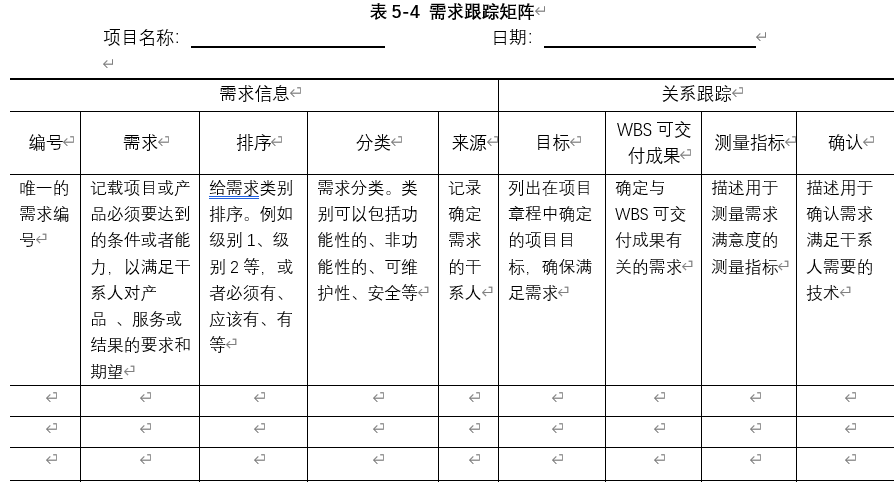 表 5-4 需求跟踪矩阵
项目名称： 日期：
需求信息 关系跟踪
编号 需求 排序 分类 来源 目标 WBS 可交付成果 测量指标 确认
唯一的
需求编
号
记载项目或产
品必须要达到
的条件或者能
力，以满足干
系人对产
品 、服务或
结果的要求和
期望
给需求类别
排序。例如
级别 1、级
别 2 等，或
者必须有、
应该有、有
等
需求分类。类
别可以包括功
能性的、非功
能性的、可维
护性、安全等
记录
确定
需求
的干
系人
列出在项目
章程中确定
的项目目
标，确保满
足需求
确定与
WBS 可交
付成果有
关的需求
描述用于
测量需求
满意度的
测量指标
描述用于
确认需求
满足干系
人需要的
技术